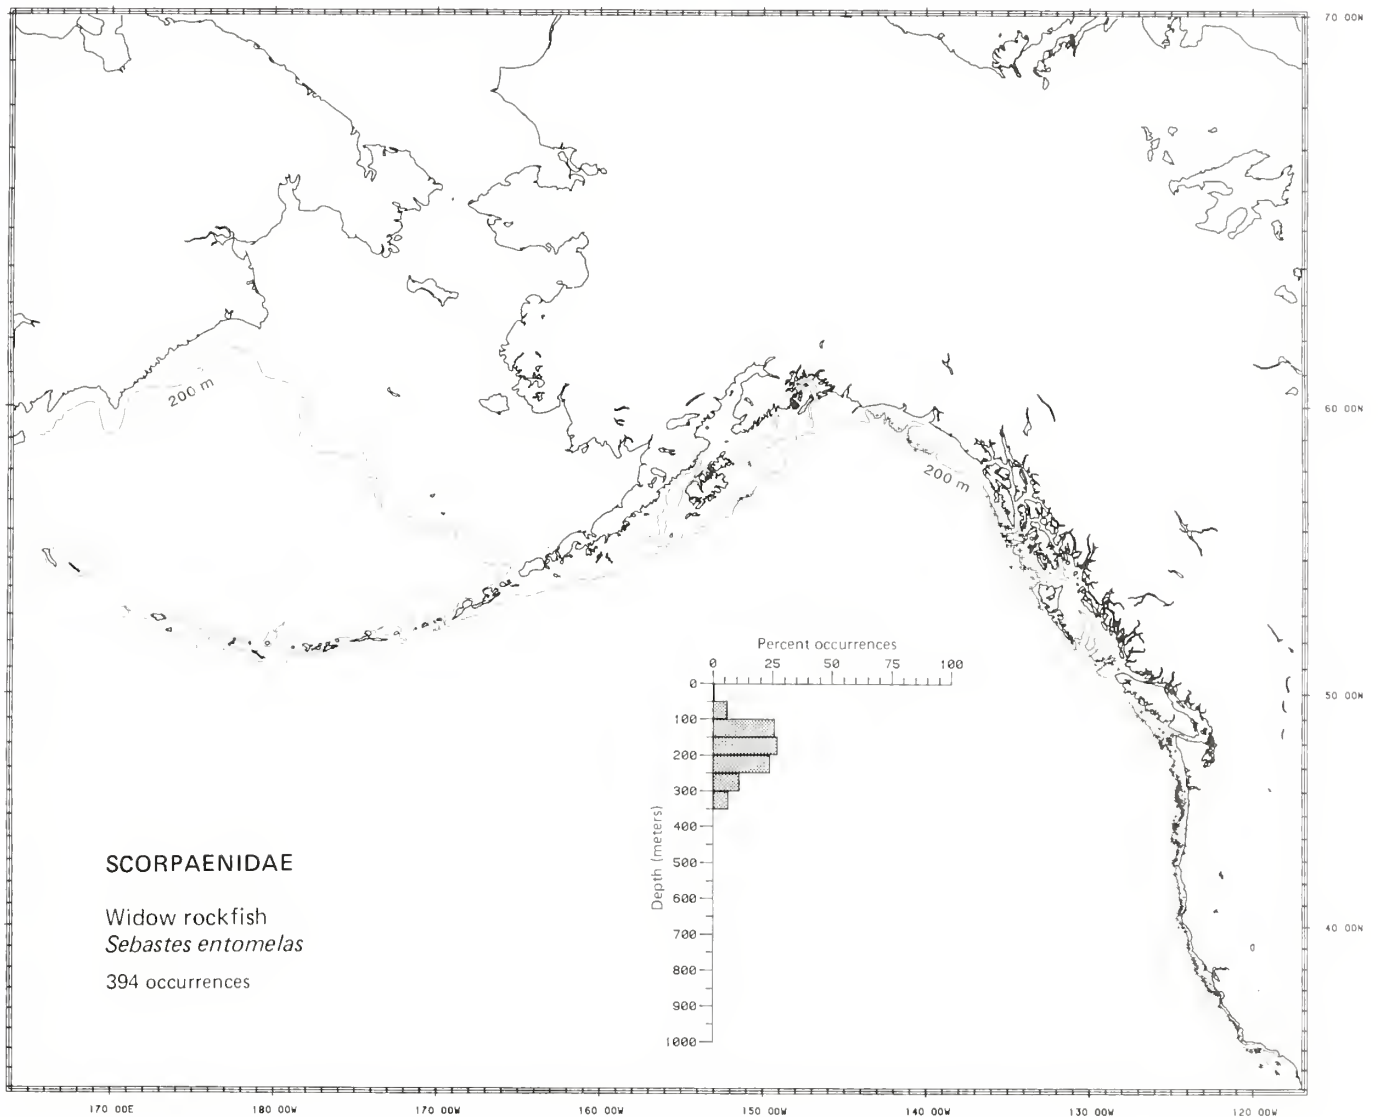 70 00N
200 m
60 00N
200 m
Percent occurrences
0 25 50 75 100
50 00N
0
100
200
300
400
500
600
700
800
900
1000
Depth (meters)
40 00N
SCORPAENIDAE
Widow rockfish
Sebastes entomelas
394 occurrences
170 00E 180 00W 170 00W 160 00W 150 00W 140 00W 130 00W 120 00W